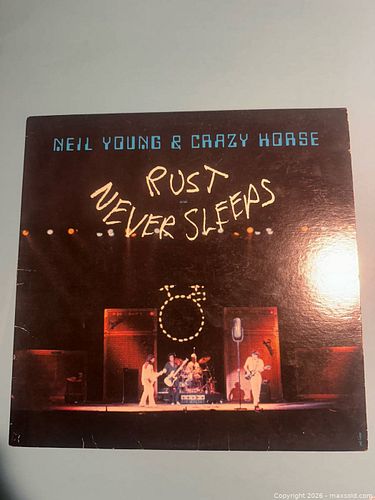 NEIL YOUNG & CRAZY HORSE
RUST
NEVER SLEEPS
Copyright 2026 - maxsold.com